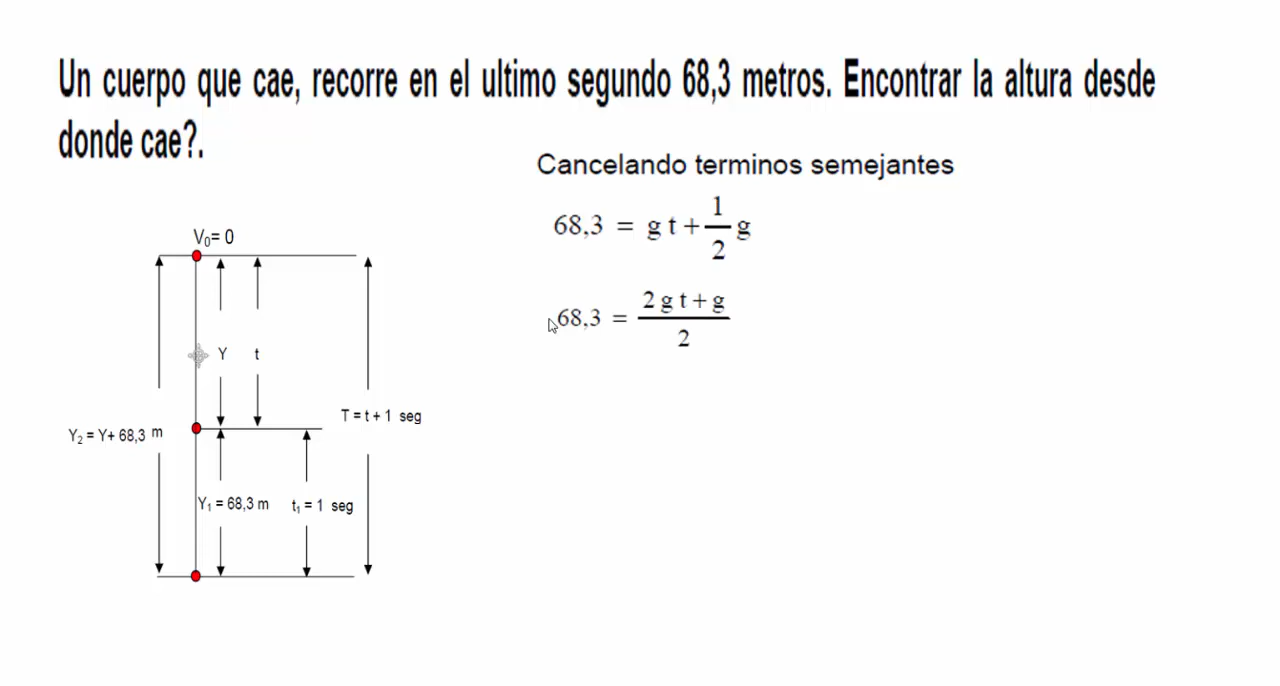 Un cuerpo que cae, recorre en el ultimo segundo 68,3 metros. Encontrar la altura desde
donde cae?.
Cancelando terminos semejantes
68,3 = g t + 1/2 g
68,3 = (2 g t + g)/2
V₀= 0
Y t
T = t + 1 seg
Y₂ = Y+ 68,3 m
Y₁ = 68,3 m t₁ = 1 seg